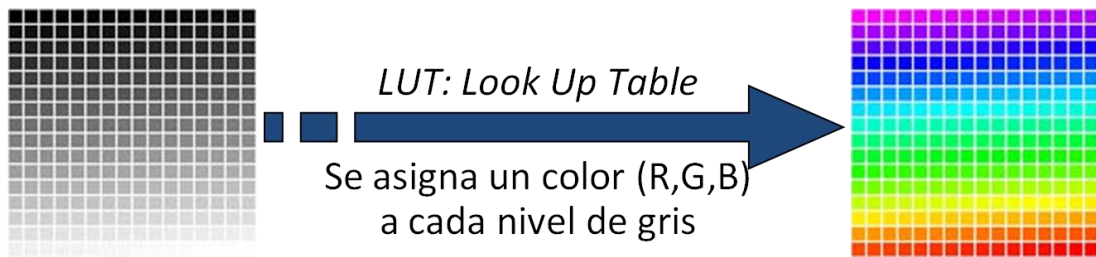 LUT: Look Up Table
Se asigna un color (R,G,B)
a cada nivel de gris